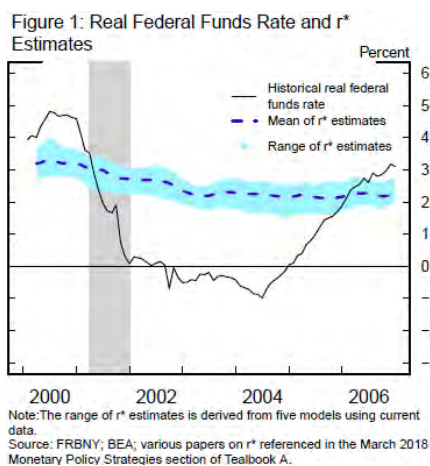 Figure 1: Real Federal Funds Rate and r*
Estimates
Percent
Historical real federal
funds rate
Mean of r* estimates
Range of r* estimates
6
5
4
3
2
1
0
2000 2002 2004 2006
Note:The range of r* estimates is derived from five models using current
data.
Source: FRBNY; BEA; various papers on r* referenced in the March 2018
Monetary Policy Strategies section of Tealbook A.